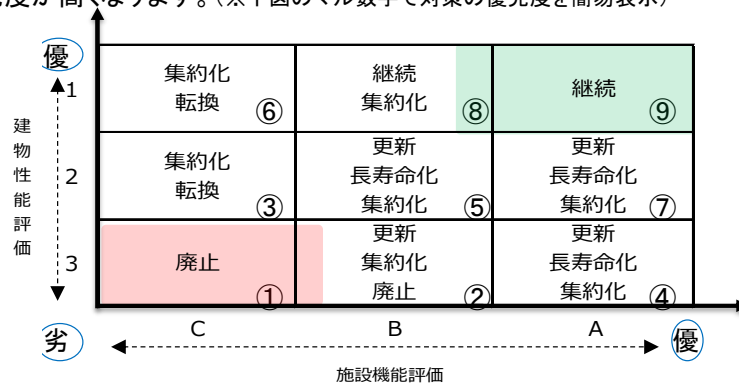 度が高くなります。（※下図のマル数字で対策の優先度を簡易表示）
優
1
集約化
転換
⑥
継続
集約化
⑧
継続
⑨
建物性能評価
2
集約化
転換
③
更新
長寿命化
集約化
⑤
更新
長寿命化
集約化
⑦
3
廃止
①
更新
集約化
廃止
②
更新
長寿命化
集約化
④
劣
C
B
A
優
施設機能評価